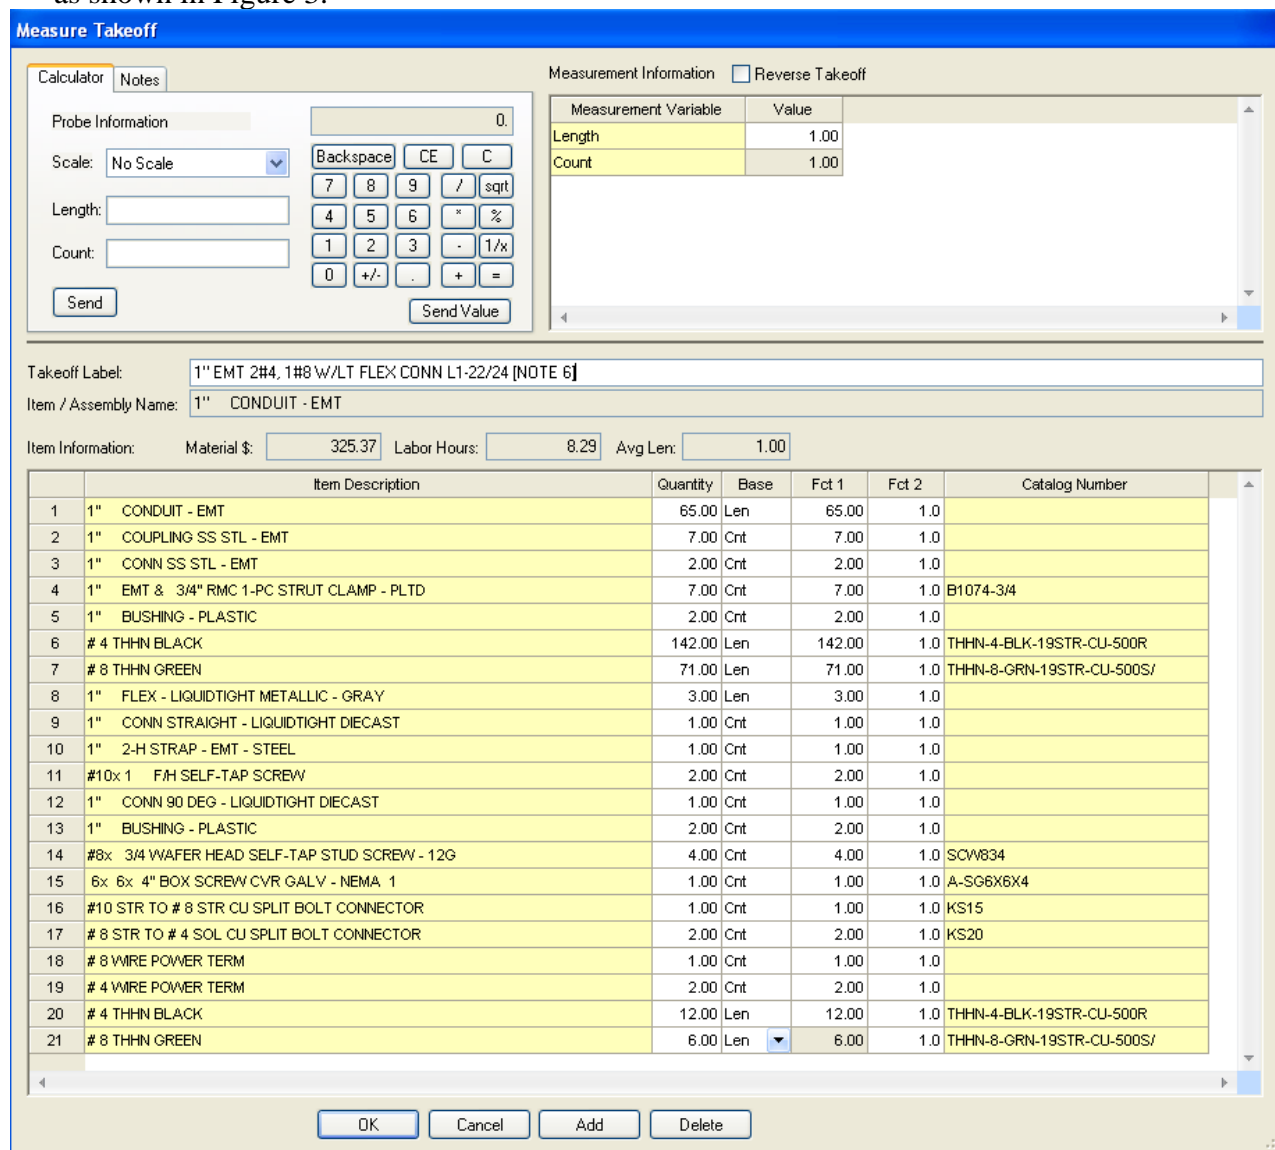 as shown in Figure 3.
Measure Takeoff
Calculator Notes
Probe Information
Scale: No Scale
Length:
Count:
Send
0.
Backspace CE C
7 8 9 / sqrt
4 5 6 * %
1 2 3 - 1/x
0 +/- . + =
Send Value
Measurement Information Reverse Takeoff
Measurement Variable Value
Length 1.00
Count 1.00
Takeoff Label: 1" EMT 2#4, 1#8 W/LT FLEX CONN L1-22/24 [NOTE 6]
Item / Assembly Name: 1" CONDUIT - EMT
Item Information: Material $: 325.37 Labor Hours: 8.29 Avg Len: 1.00
Item Description Quantity Base Fct 1 Fct 2 Catalog Number
1 1" CONDUIT - EMT 65.00 Len 65.00 1.0
2 1" COUPLING SS STL - EMT 7.00 Cnt 7.00 1.0
3 1" CONN SS STL - EMT 2.00 Cnt 2.00 1.0
4 1" EMT & 3/4" RMC 1-PC STRUT CLAMP - PLTD 7.00 Cnt 7.00 1.0 B1074-3/4
5 1" BUSHING - PLASTIC 2.00 Cnt 2.00 1.0
6 # 4 THHN BLACK 142.00 Len 142.00 1.0 THHN-4-BLK-19STR-CU-500R
7 # 8 THHN GREEN 71.00 Len 71.00 1.0 THHN-8-GRN-19STR-CU-500S/
8 1" FLEX - LIQUIDTIGHT METALLIC - GRAY 3.00 Len 3.00 1.0
9 1" CONN STRAIGHT - LIQUIDTIGHT DIECAST 1.00 Cnt 1.00 1.0
10 1" 2-H STRAP - EMT - STEEL 1.00 Cnt 1.00 1.0
11 #10x 1 F/H SELF-TAP SCREW 2.00 Cnt 2.00 1.0
12 1" CONN 90 DEG - LIQUIDTIGHT DIECAST 1.00 Cnt 1.00 1.0
13 1" BUSHING - PLASTIC 2.00 Cnt 2.00 1.0
14 #8x 3/4 WAFER HEAD SELF-TAP STUD SCREW - 12G 4.00 Cnt 4.00 1.0 SCW834
15 6x 6x 4" BOX SCREW CVR GALV - NEMA 1 1.00 Cnt 1.00 1.0 A-SG6X6X4
16 #10 STR TO # 8 STR CU SPLIT BOLT CONNECTOR 1.00 Cnt 1.00 1.0 KS15
17 # 8 STR TO # 4 SOL CU SPLIT BOLT CONNECTOR 2.00 Cnt 2.00 1.0 KS20
18 # 8 WIRE POWER TERM 1.00 Cnt 1.00 1.0
19 # 4 WIRE POWER TERM 2.00 Cnt 2.00 1.0
20 # 4 THHN BLACK 12.00 Len 12.00 1.0 THHN-4-BLK-19STR-CU-500R
21 # 8 THHN GREEN 6.00 Len 6.00 1.0 THHN-8-GRN-19STR-CU-500S/
OK Cancel Add Delete